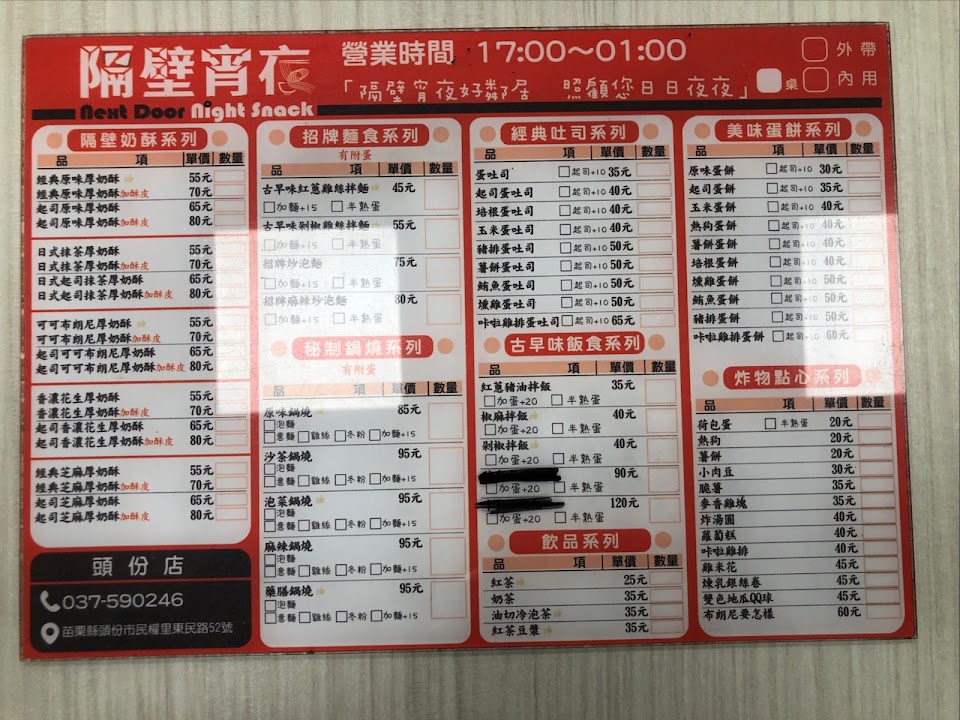 隔壁宵夜
Next Door Night Snack
營業時間 17:00～01:00
「隔壁宵夜好鄰居 照顧您日日夜夜」
外帶
桌 內用
隔壁奶酥系列
品項 單價 數量
經典原味厚奶酥 55元
經典原味厚奶酥加酥皮 70元
起司原味厚奶酥 65元
起司原味厚奶酥加酥皮 80元
日式抹茶厚奶酥 55元
日式抹茶厚奶酥加酥皮 70元
日式起司抹茶厚奶酥 65元
日式起司抹茶厚奶酥加酥皮 80元
可可布朗尼厚奶酥 55元
可可布朗尼厚奶酥加酥皮 70元
起司可可布朗尼厚奶酥 65元
起司可可布朗尼厚奶酥加酥皮 80元
香濃花生厚奶酥 55元
香濃花生厚奶酥加酥皮 70元
起司香濃花生厚奶酥 65元
起司香濃花生厚奶酥加酥皮 80元
經典芝麻厚奶酥 55元
經典芝麻厚奶酥加酥皮 70元
起司芝麻厚奶酥 65元
起司芝麻厚奶酥加酥皮 80元
頭份店
037-590246
苗栗縣頭份市民權里東民路52號
招牌麵食系列
有附蛋
品項 單價 數量
古早味紅蔥雞絲拌麵 45元
加麵+15 半熟蛋
古早味剁椒雞絲拌麵 55元
加麵+15 半熟蛋
招牌炒泡麵 75元
加麵+15 半熟蛋
招牌麻辣炒泡麵 80元
加麵+15 半熟蛋
秘制鍋燒系列
有附蛋
品項 單價 數量
原味鍋燒 85元
泡麵
意麵 雞絲 冬粉 加麵+15
沙茶鍋燒 95元
泡麵
意麵 雞絲 冬粉 加麵+15
泡菜鍋燒 95元
泡麵
意麵 雞絲 冬粉 加麵+15
麻辣鍋燒 95元
泡麵
意麵 雞絲 冬粉 加麵+15
藥膳鍋燒 95元
泡麵
意麵 雞絲 冬粉 加麵+15
經典吐司系列
品項 單價 數量
蛋吐司 起司+10 35元
起司蛋吐司 起司+10 40元
培根蛋吐司 起司+10 40元
玉米蛋吐司 起司+10 40元
豬排蛋吐司 起司+10 50元
薯餅蛋吐司 起司+10 50元
鮪魚蛋吐司 起司+10 50元
燻雞蛋吐司 起司+10 50元
咔啦雞排蛋吐司 起司+10 65元
古早味飯食系列
品項 單價 數量
紅蔥豬油拌飯 35元
加蛋+20 半熟蛋
椒麻拌飯 40元
加蛋+20 半熟蛋
剁椒拌飯 40元
加蛋+20 半熟蛋
90元
加蛋+20 半熟蛋
120元
加蛋+20 半熟蛋
飲品系列
品項 單價 數量
紅茶 25元
奶茶 35元
油切冷泡茶 35元
紅茶豆漿 35元
美味蛋餅系列
品項 單價 數量
原味蛋餅 起司+10 30元
起司蛋餅 起司+10 35元
玉米蛋餅 起司+10 40元
熱狗蛋餅 起司+10 40元
薯餅蛋餅 起司+10 40元
培根蛋餅 起司+10 40元
燻雞蛋餅 起司+10 50元
鮪魚蛋餅 起司+10 50元
豬排蛋餅 起司+10 50元
咔啦雞排蛋餅 起司+10 60元
炸物點心系列
品項 單價 數量
荷包蛋 半熟蛋 20元
熱狗 20元
薯餅 20元
小肉豆 30元
脆薯 35元
麥香雞塊 35元
炸湯圓 40元
蘿蔔糕 40元
咔啦雞排 40元
雞米花 45元
煉乳銀絲卷 45元
雙色地瓜QQ球 45元
布朗尼要怎樣 60元